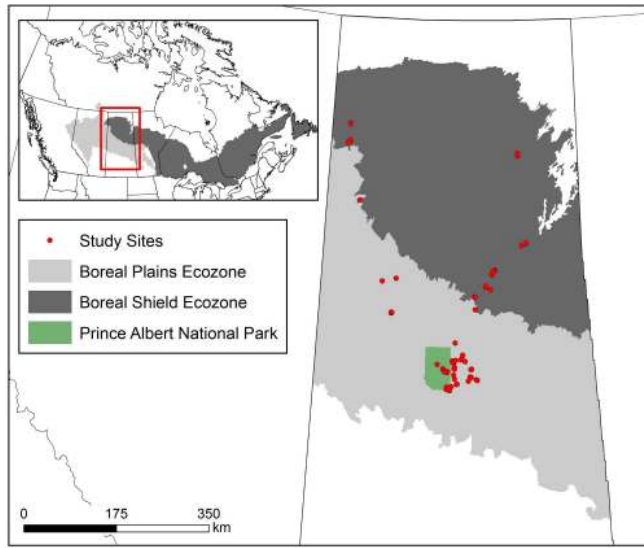 Study Sites
Boreal Plains Ecozone
Boreal Shield Ecozone
Prince Albert National Park
0 175 350
km